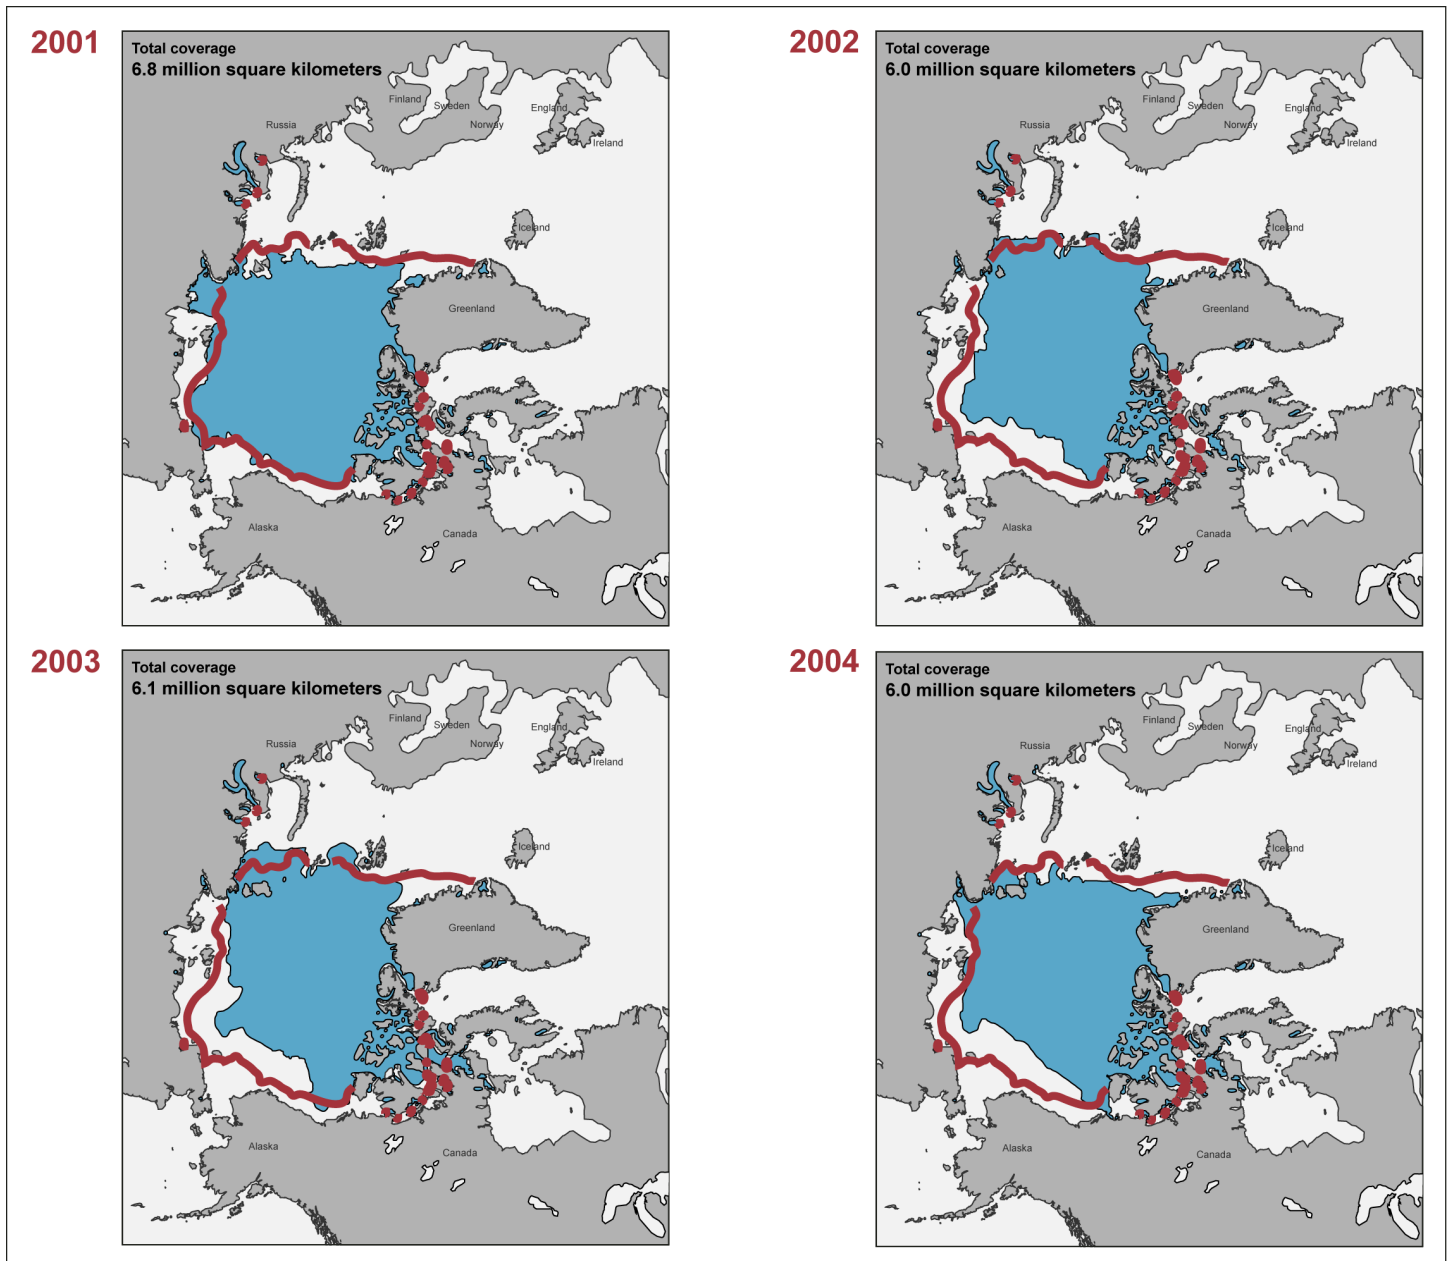 2001
Total coverage
6.8 million square kilometers
Finland
Sweden
England
Russia
Norway
Ireland
Iceland
Greenland
Alaska
Canada
2002
Total coverage
6.0 million square kilometers
Finland
Sweden
England
Russia
Norway
Ireland
Iceland
Greenland
Alaska
Canada
2003
Total coverage
6.1 million square kilometers
Finland
Sweden
England
Russia
Norway
Ireland
Iceland
Greenland
Alaska
Canada
2004
Total coverage
6.0 million square kilometers
Finland
Sweden
England
Russia
Norway
Ireland
Iceland
Greenland
Alaska
Canada